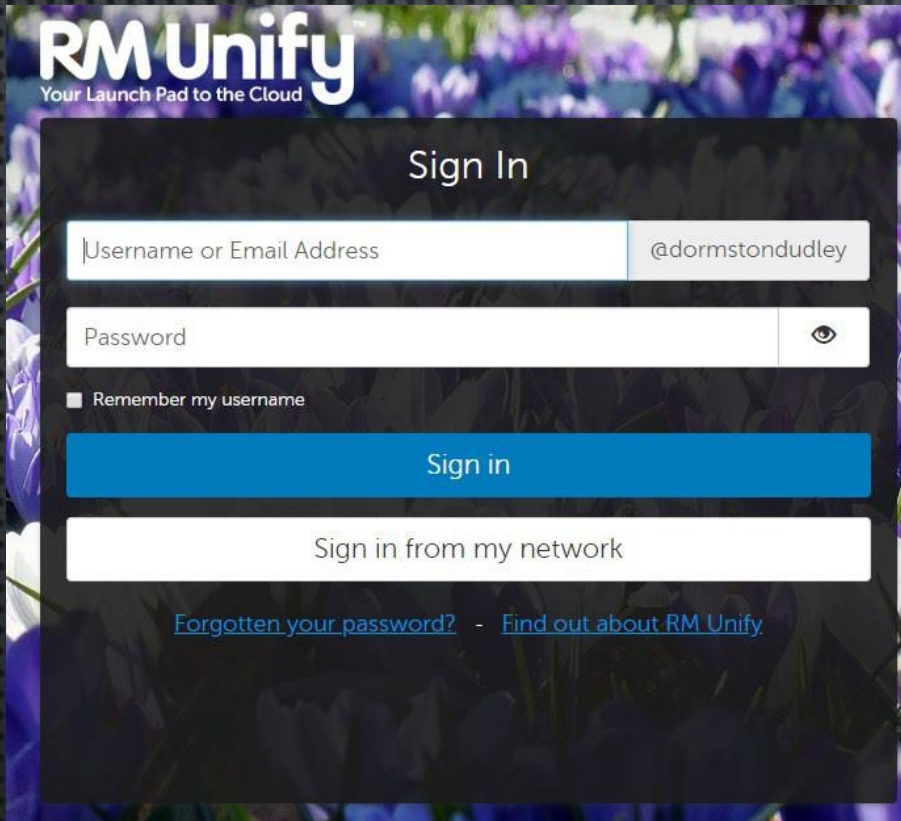 RM Unify™
Your Launch Pad to the Cloud
Sign In
Username or Email Address
@dormstondudley
Password
Remember my username
Sign in
Sign in from my network
Forgotten your password? - Find out about RM Unify